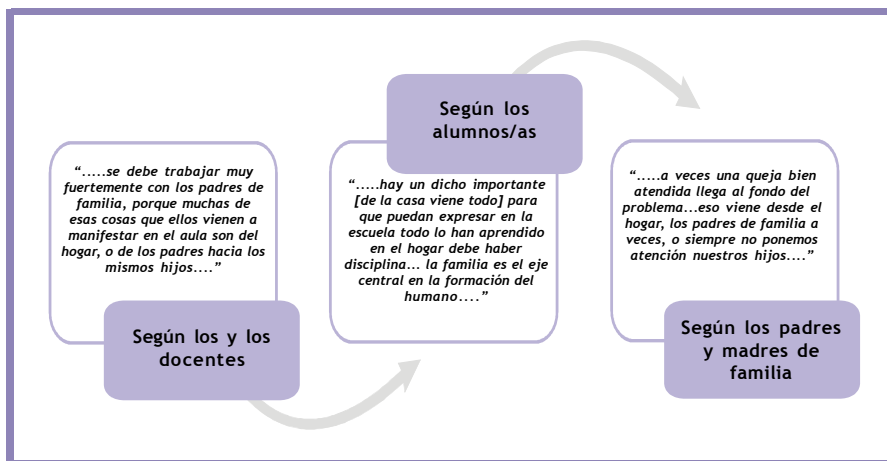 “.....se debe trabajar muy
fuertemente con los padres de
familia, porque muchas de
esas cosas que ellos vienen a
manifestar en el aula son del
hogar, o de los padres hacia los
mismos hijos....”
Según los y los
docentes
Según los
alumnos/as
“.....hay un dicho importante
[de la casa viene todo] para
que puedan expresar en la
escuela todo lo han aprendido
en el hogar debe haber
disciplina... la familia es el eje
central en la formación del
humano....”
“.....a veces una queja bien
atendida llega al fondo del
problema...eso viene desde el
hogar, los padres de familia a
veces, o siempre no ponemos
atención nuestros hijos....”
Según los padres
y madres de
familia